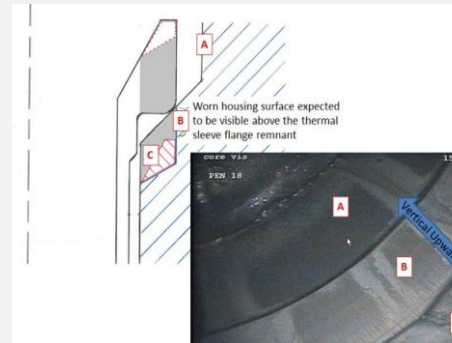 A
B
Worn housing surface expected
to be visible above the thermal
sleeve flange remnant
C
core vis
15
PEN 18
A
Vertical Upwa
B